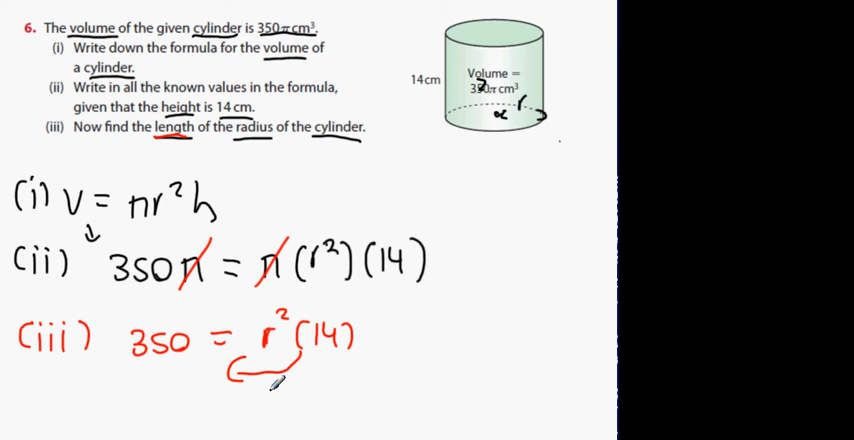 6. The volume of the given cylinder is 350π cm³.
(i) Write down the formula for the volume of
a cylinder.
(ii) Write in all the known values in the formula,
given that the height is 14 cm.
(iii) Now find the length of the radius of the cylinder.
14 cm
Volume =
350π cm³
r
(i) V = πr²h
(ii) 350π = π(r²)(14)
(iii) 350 = r²(14)